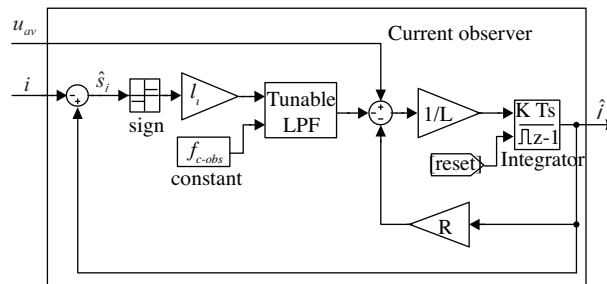 u_av
Current observer
i
ŝ_i
sign
l_ι
Tunable
LPF
f_c-obs
constant
1/L
K Ts
z-1
Integrator
[reset]
î
R